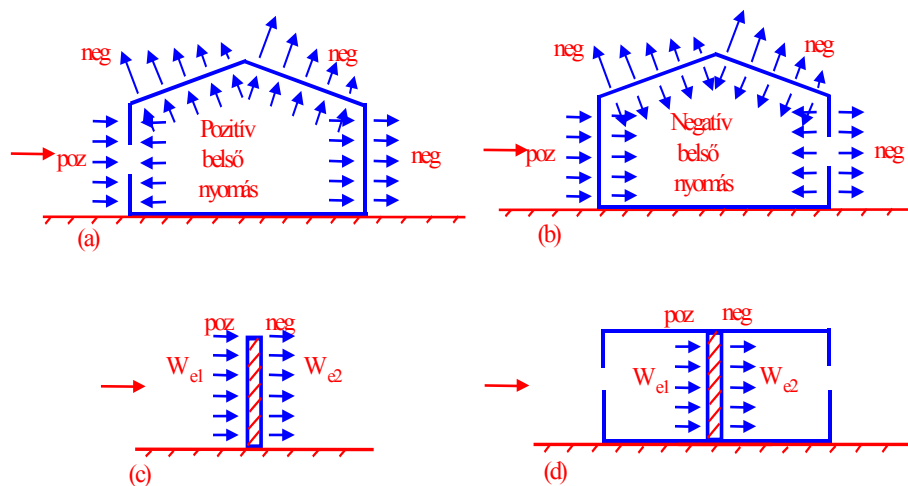 neg
neg
poz
Pozitív
belső
nyomás
neg
(a)
neg
neg
poz
Negatív
belső
nyomás
neg
(b)
poz neg
We1
We2
(c)
poz neg
We1
We2
(d)